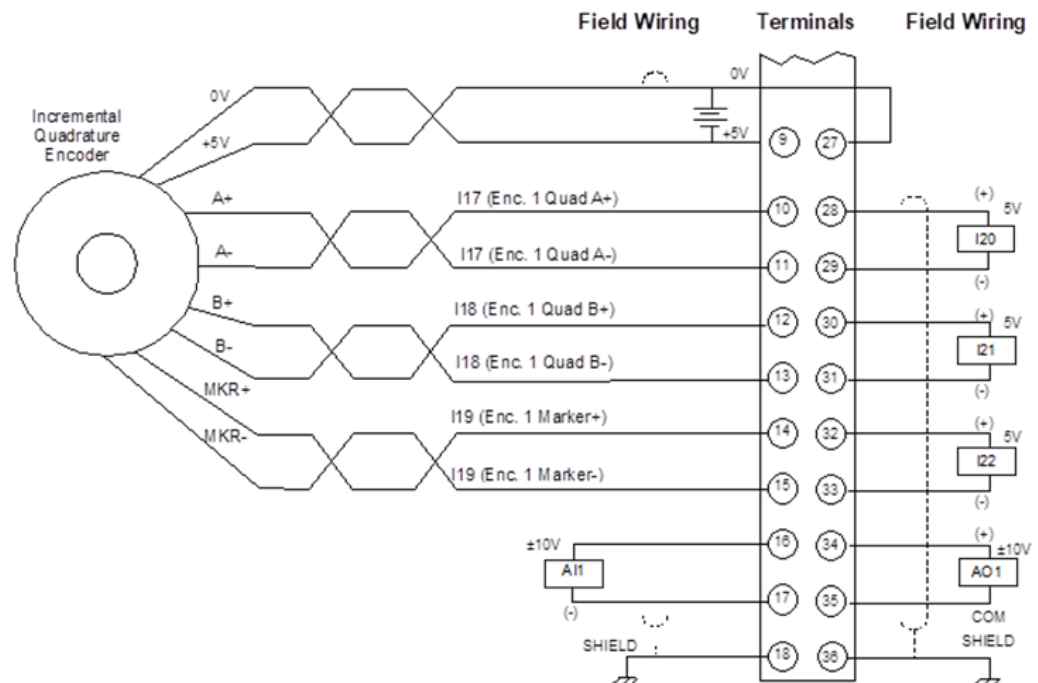 Field Wiring Terminals Field Wiring
0V
0V
Incremental
Quadrature
Encoder
+5V
+5V
9 27
A+
I17 (Enc. 1 Quad A+)
10 28
(+)
5V
I20
A-
I17 (Enc. 1 Quad A-)
11 29
(-)
B+
I18 (Enc. 1 Quad B+)
12 30
(+)
5V
I21
B-
I18 (Enc. 1 Quad B-)
13 31
(-)
MKR+
I19 (Enc. 1 Marker+)
14 32
(+)
5V
I22
MKR-
I19 (Enc. 1 Marker-)
15 33
(-)
±10V
16 34
(+)
±10V
AI1
AO1
(-)
17 35
COM
SHIELD
18 36
SHIELD